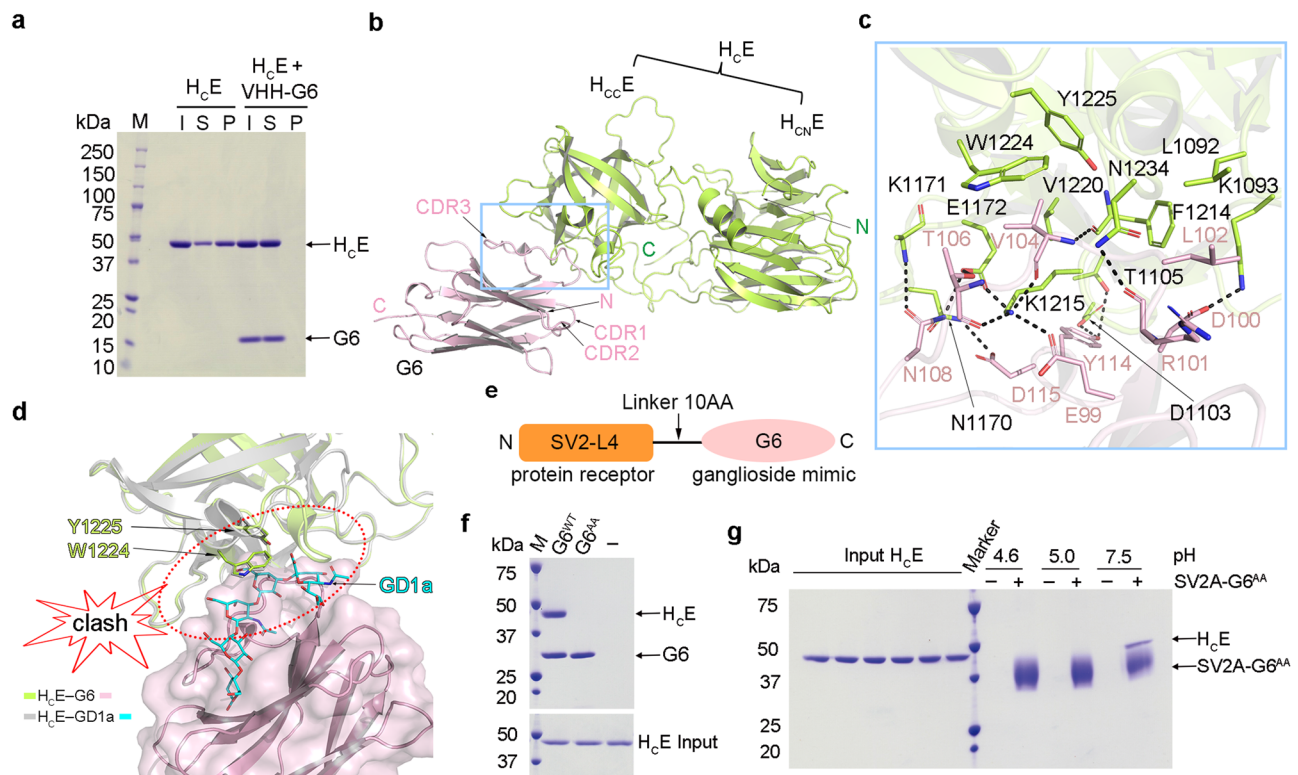 a
HCE
HCE +
VHH-G6
kDa M I S P I S P
250
150
100
75
50
37
25
20
15
10
HCE
G6
b
HCE
HCCE
HCNE
CDR3
C
N
C
N
CDR1
CDR2
G6
c
Y1225
W1224
N1234
L1092
K1171
V1220
K1093
E1172
F1214
T106
V104
L102
T1105
K1215
D100
N108
Y114
R101
D115
N1170
E99
D1103
d
Y1225
W1224
GD1a
clash
HCE–G6
HCE–GD1a
e
Linker 10AA
N SV2-L4 G6 C
protein receptor ganglioside mimic
f
kDa M G6WT G6AA –
75
50
37
25
20
HCE
G6
50
37
HCE Input
g
kDa Input HCE Marker 4.6 5.0 7.5 pH
– + – + – + SV2A-G6AA
75
50
37
25
20
HCE
SV2A-G6AA